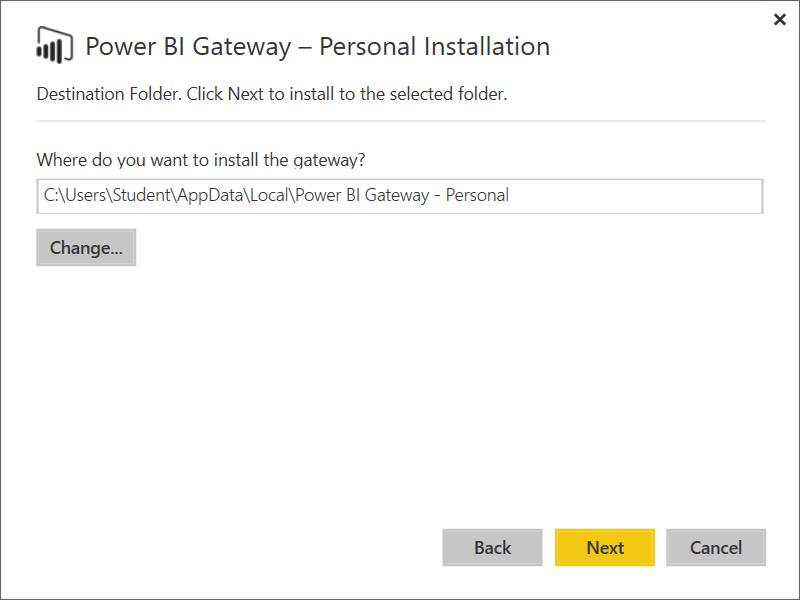 Power BI Gateway – Personal Installation
Destination Folder. Click Next to install to the selected folder.
Where do you want to install the gateway?
C:\Users\Student\AppData\Local\Power BI Gateway - Personal
Change...
Back Next Cancel